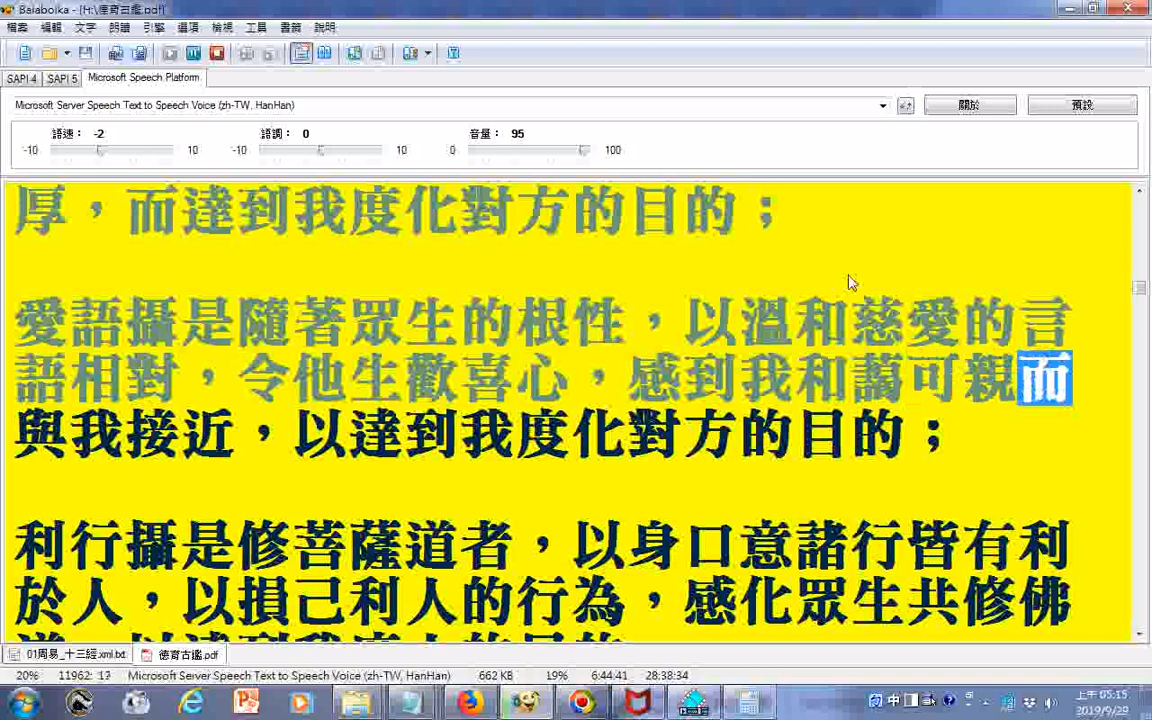 Balabolka - [H:\德育古鑑.pdf]
檔案 編輯 文字 朗讀 引擎 選項 檢視 工具 書籤 說明
SAPI 4 SAPI 5 Microsoft Speech Platform
Microsoft Server Speech Text to Speech Voice (zh-TW, HanHan) 關於 預設
語速： -2 語調： 0 音量： 95
-10 10 -10 10 0 100
厚，而達到我度化對方的目的；
愛語攝是隨著眾生的根性，以溫和慈愛的言
語相對，令他生歡喜心，感到我和藹可親而
與我接近，以達到我度化對方的目的；
利行攝是修菩薩道者，以身口意諸行皆有利
於人，以損己利人的行為，感化眾生共修佛
01周易_十三經.xml.txt 德育古鑑.pdf
20% 11962: 13 Microsoft Server Speech Text to Speech Voice (zh-TW, HanHan) 662 KB 19% 6:44:41 28:38:34
中 上午 05:15
2019/9/29